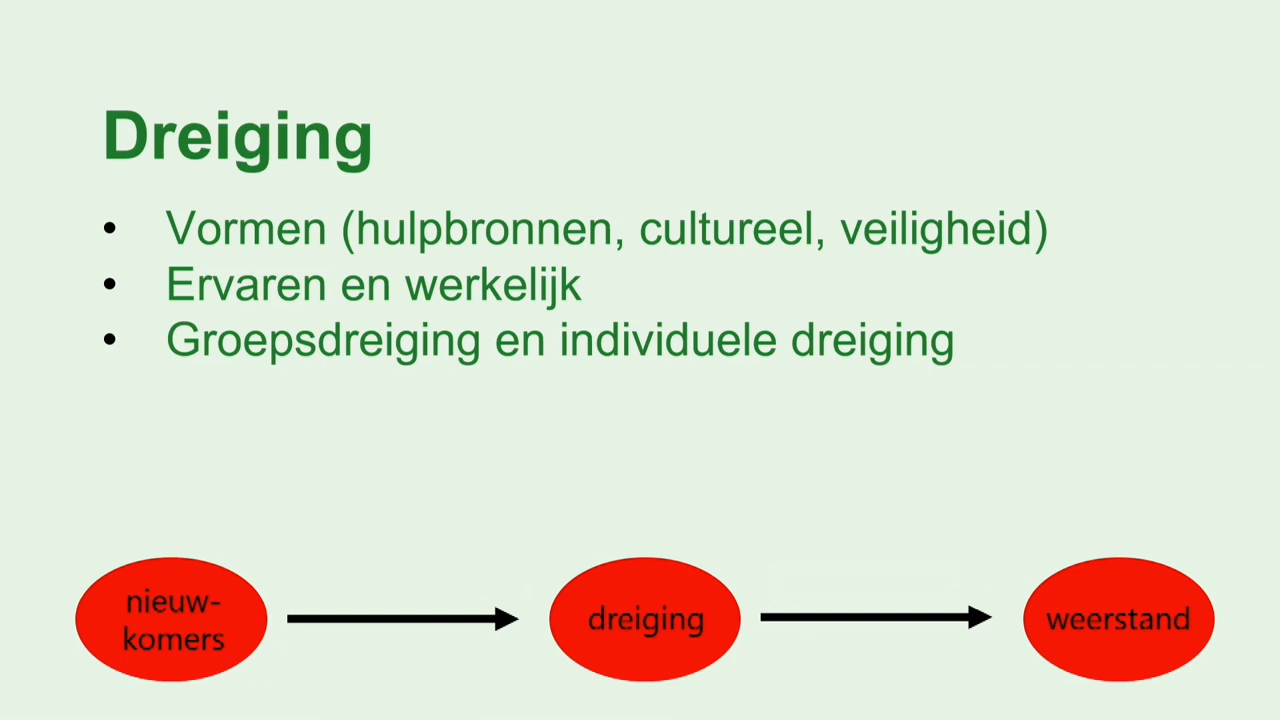 Dreiging
• Vormen (hulpbronnen, cultureel, veiligheid)
• Ervaren en werkelijk
• Groepsdreiging en individuele dreiging
nieuw-
komers
dreiging
weerstand